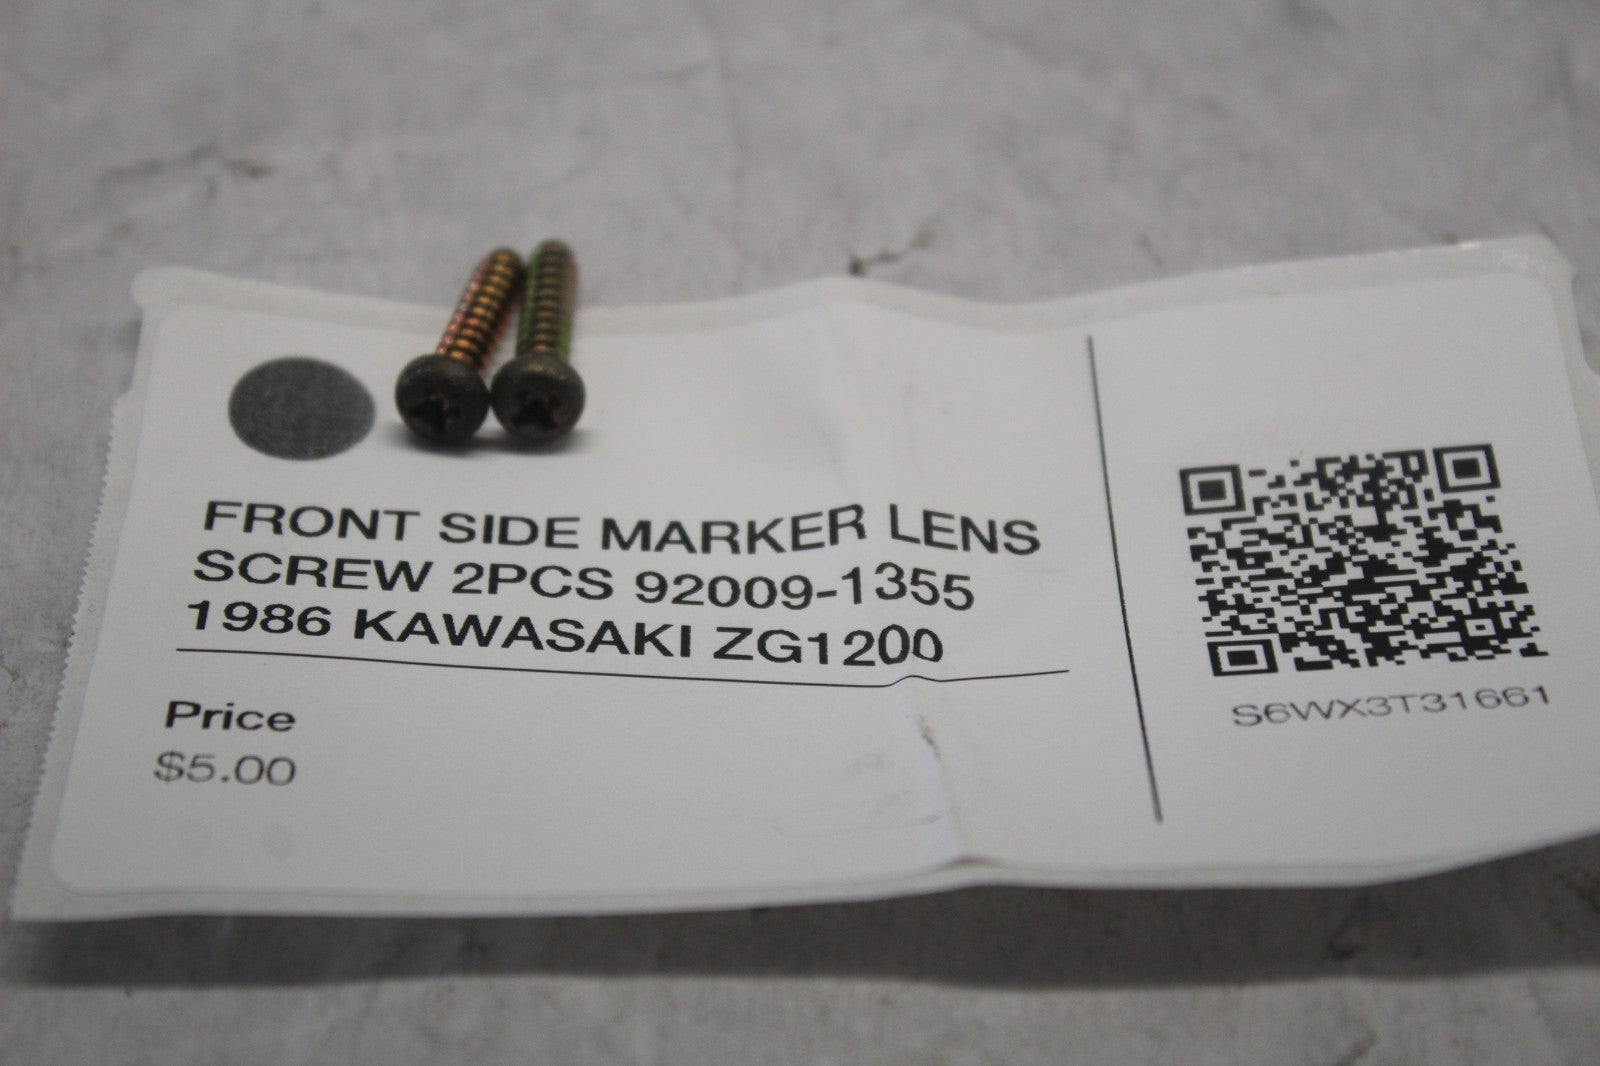 FRONT SIDE MARKER LENS
SCREW 2PCS 92009-1355
1986 KAWASAKI ZG1200
Price
$5.00
S6WX3T31661